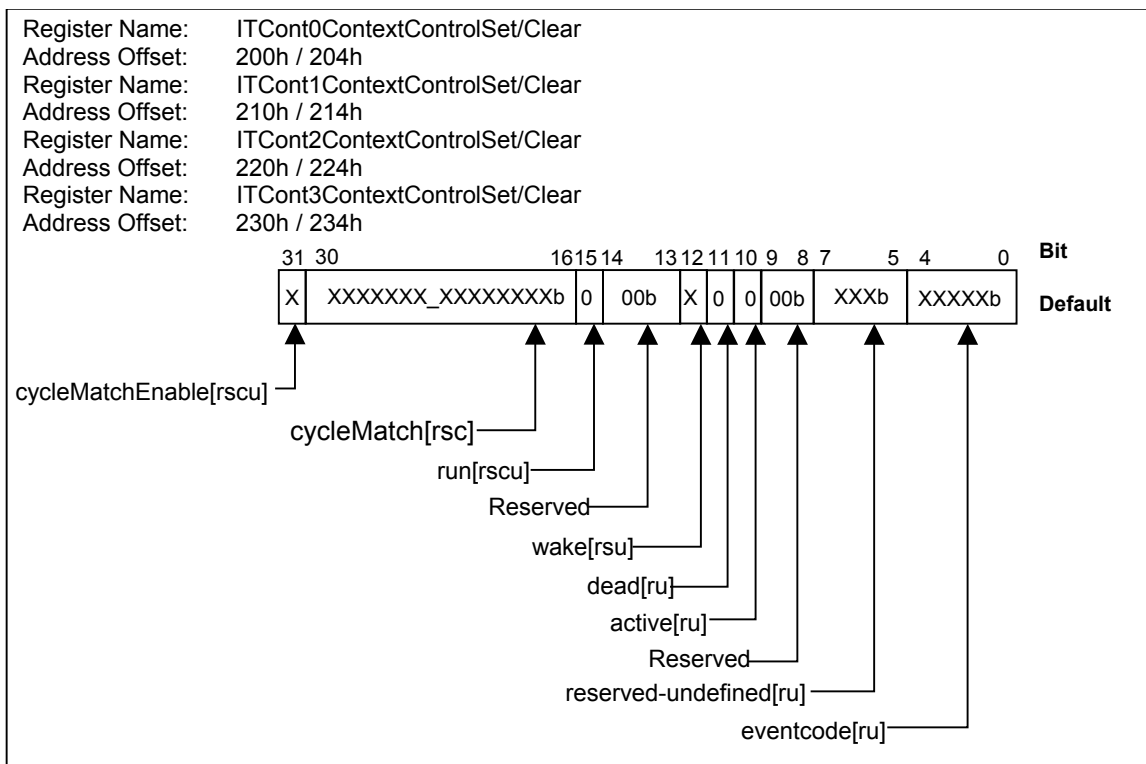 Register Name: ITCont0ContextControlSet/Clear
Address Offset: 200h / 204h
Register Name: ITCont1ContextControlSet/Clear
Address Offset: 210h / 214h
Register Name: ITCont2ContextControlSet/Clear
Address Offset: 220h / 224h
Register Name: ITCont3ContextControlSet/Clear
Address Offset: 230h / 234h
31 30 16 15 14 13 12 11 10 9 8 7 5 4 0 Bit
X XXXXXXX_XXXXXXXXb 0 00b X 0 0 00b XXXb XXXXXb Default
cycleMatchEnable[rscu]
cycleMatch[rsc]
run[rscu]
Reserved
wake[rsu]
dead[ru]
active[ru]
Reserved
reserved-undefined[ru]
eventcode[ru]